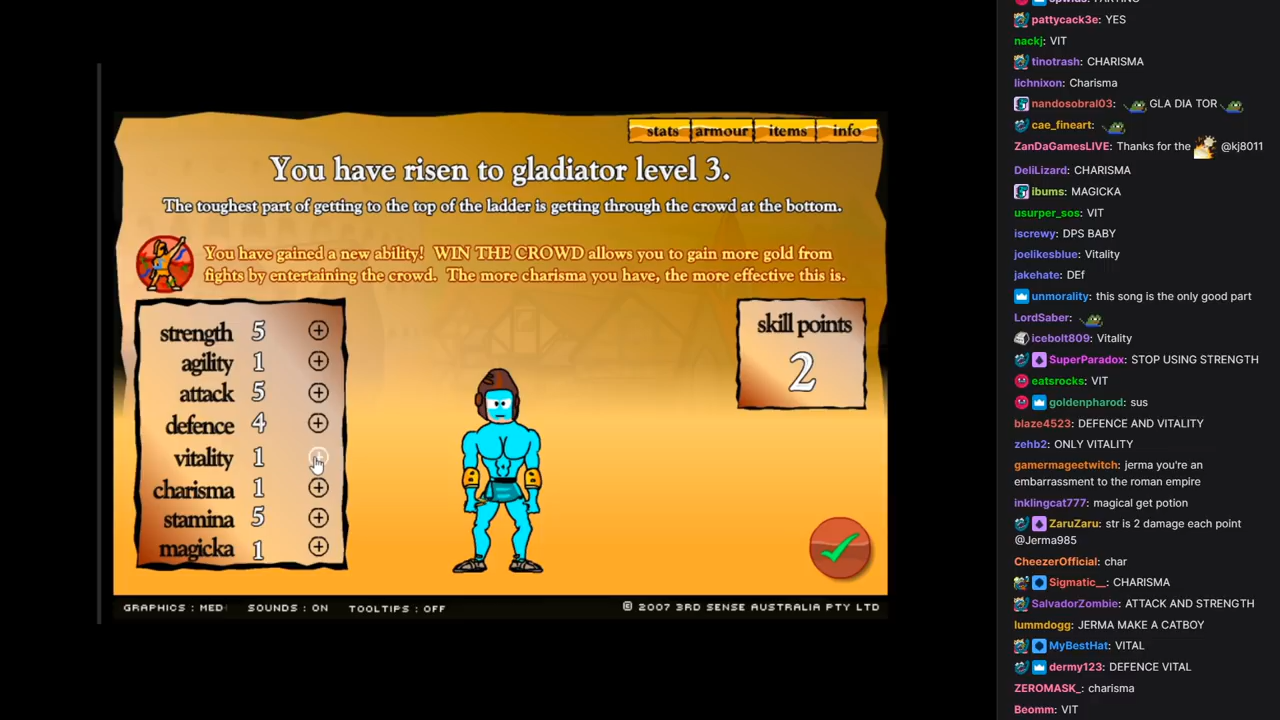 stats armour items info
You have risen to gladiator level 3.
The toughest part of getting to the top of the ladder is getting through the crowd at the bottom.
You have gained a new ability! WIN THE CROWD allows you to gain more gold from
fights by entertaining the crowd. The more charisma you have, the more effective this is.
strength 5
agility 1
attack 5
defence 4
vitality 1
charisma 1
stamina 5
magicka 1
skill points
2
GRAPHICS : MED SOUNDS : ON TOOLTIPS : OFF
© 2007 3RD SENSE AUSTRALIA PTY LTD
pattycack3e: YES
nackj: VIT
tinotrash: CHARISMA
lichnixon: Charisma
nandosobral03: GLA DIA TOR
cae_fineart:
ZanDaGamesLIVE: Thanks for the @kj8011
DeliLizard: CHARISMA
ibums: MAGICKA
usurper_sos: VIT
iscrewy: DPS BABY
joelikesblue: Vitality
jakehate: DEf
unmorality: this song is the only good part
LordSaber:
icebolt809: Vitality
SuperParadox: STOP USING STRENGTH
eatsrocks: VIT
goldenpharod: sus
blaze4523: DEFENCE AND VITALITY
zehb2: ONLY VITALITY
gamermageetwitch: jerma you're an
embarrassment to the roman empire
inklingcat777: magical get potion
ZaruZaru: str is 2 damage each point
@Jerma985
CheezerOfficial: char
Sigmatic__: CHARISMA
SalvadorZombie: ATTACK AND STRENGTH
lummdogg: JERMA MAKE A CATBOY
MyBestHat: VITAL
dermy123: DEFENCE VITAL
ZEROMASK_: charisma
Beomm: VIT